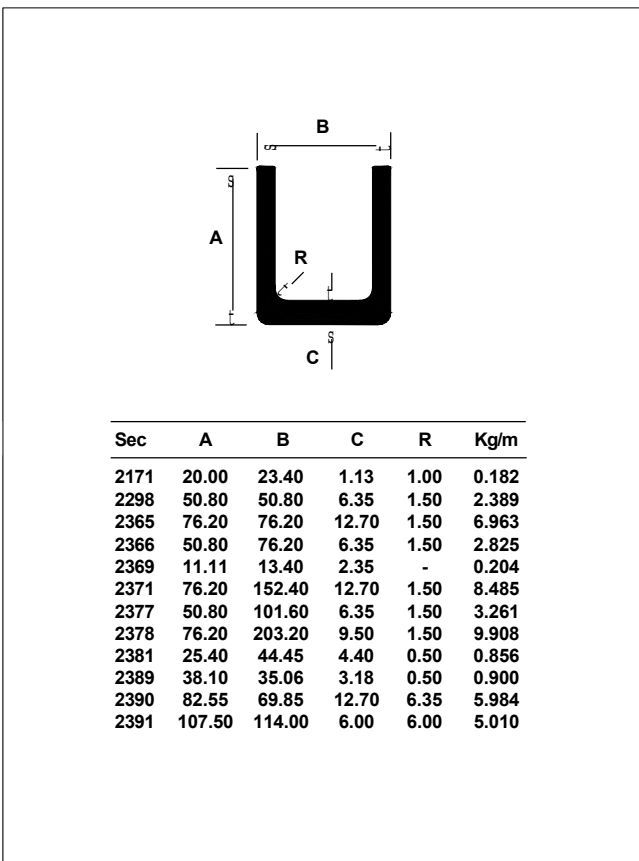 B
A
R
C
Sec A B C R Kg/m
2171 20.00 23.40 1.13 1.00 0.182
2298 50.80 50.80 6.35 1.50 2.389
2365 76.20 76.20 12.70 1.50 6.963
2366 50.80 76.20 6.35 1.50 2.825
2369 11.11 13.40 2.35 - 0.204
2371 76.20 152.40 12.70 1.50 8.485
2377 50.80 101.60 6.35 1.50 3.261
2378 76.20 203.20 9.50 1.50 9.908
2381 25.40 44.45 4.40 0.50 0.856
2389 38.10 35.06 3.18 0.50 0.900
2390 82.55 69.85 12.70 6.35 5.984
2391 107.50 114.00 6.00 6.00 5.010